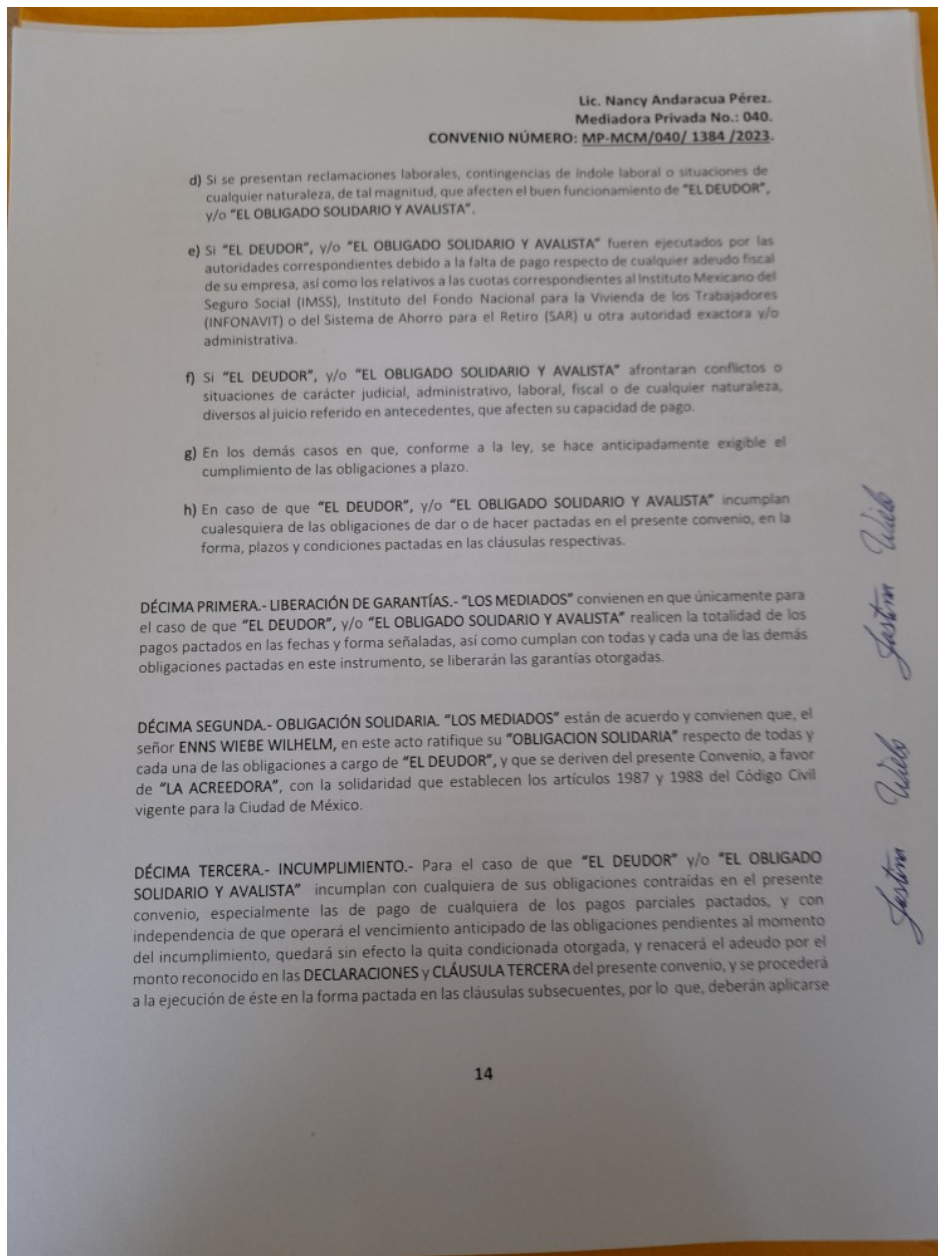 Lic. Nancy Andaracua Pérez.
Mediadora Privada No.: 040.
CONVENIO NÚMERO: MP-MCM/040/ 1384 /2023.
d) Si se presentan reclamaciones laborales, contingencias de índole laboral o situaciones de
cualquier naturaleza, de tal magnitud, que afecten el buen funcionamiento de “EL DEUDOR”,
y/o “EL OBLIGADO SOLIDARIO Y AVALISTA”.
e) Si “EL DEUDOR”, y/o “EL OBLIGADO SOLIDARIO Y AVALISTA” fueren ejecutados por las
autoridades correspondientes debido a la falta de pago respecto de cualquier adeudo fiscal
de su empresa, así como los relativos a las cuotas correspondientes al Instituto Mexicano del
Seguro Social (IMSS), Instituto del Fondo Nacional para la Vivienda de los Trabajadores
(INFONAVIT) o del Sistema de Ahorro para el Retiro (SAR) u otra autoridad exactora y/o
administrativa.
f) Si “EL DEUDOR”, y/o “EL OBLIGADO SOLIDARIO Y AVALISTA” afrontaran conflictos o
situaciones de carácter judicial, administrativo, laboral, fiscal o de cualquier naturaleza,
diversos al juicio referido en antecedentes, que afecten su capacidad de pago.
g) En los demás casos en que, conforme a la ley, se hace anticipadamente exigible el
cumplimiento de las obligaciones a plazo.
h) En caso de que “EL DEUDOR”, y/o “EL OBLIGADO SOLIDARIO Y AVALISTA” incumplan
cualesquiera de las obligaciones de dar o de hacer pactadas en el presente convenio, en la
forma, plazos y condiciones pactadas en las cláusulas respectivas.
DÉCIMA PRIMERA.- LIBERACIÓN DE GARANTÍAS.- “LOS MEDIADOS” convienen en que únicamente para
el caso de que “EL DEUDOR”, y/o “EL OBLIGADO SOLIDARIO Y AVALISTA” realicen la totalidad de los
pagos pactados en las fechas y forma señaladas, así como cumplan con todas y cada una de las demás
obligaciones pactadas en este instrumento, se liberarán las garantías otorgadas.
DÉCIMA SEGUNDA.- OBLIGACIÓN SOLIDARIA. “LOS MEDIADOS” están de acuerdo y convienen que, el
señor ENNS WIEBE WILHELM, en este acto ratifique su “OBLIGACION SOLIDARIA” respecto de todas y
cada una de las obligaciones a cargo de “EL DEUDOR”, y que se deriven del presente Convenio, a favor
de “LA ACREEDORA”, con la solidaridad que establecen los artículos 1987 y 1988 del Código Civil
vigente para la Ciudad de México.
DÉCIMA TERCERA.- INCUMPLIMIENTO.- Para el caso de que “EL DEUDOR” y/o “EL OBLIGADO
SOLIDARIO Y AVALISTA” incumplan con cualquiera de sus obligaciones contraídas en el presente
convenio, especialmente las de pago de cualquiera de los pagos parciales pactados, y con
independencia de que operará el vencimiento anticipado de las obligaciones pendientes al momento
del incumplimiento, quedará sin efecto la quita condicionada otorgada, y renacerá el adeudo por el
monto reconocido en las DECLARACIONES y CLÁUSULA TERCERA del presente convenio, y se procederá
a la ejecución de éste en la forma pactada en las cláusulas subsecuentes, por lo que, deberán aplicarse
14